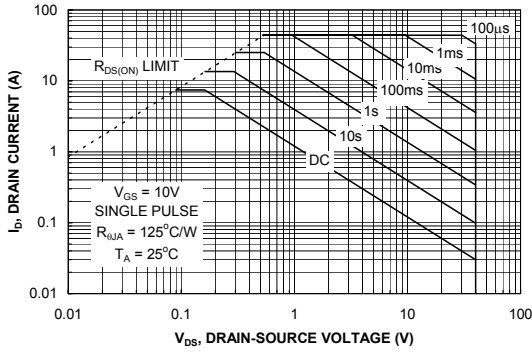 100
10
1
0.1
0.01
I_D, DRAIN CURRENT (A)
R_DS(ON) LIMIT
100µs
1ms
10ms
100ms
1s
10s
DC
V_GS = 10V
SINGLE PULSE
R_θJA = 125°C/W
T_A = 25°C
0.01
0.1
1
10
100
V_DS, DRAIN-SOURCE VOLTAGE (V)